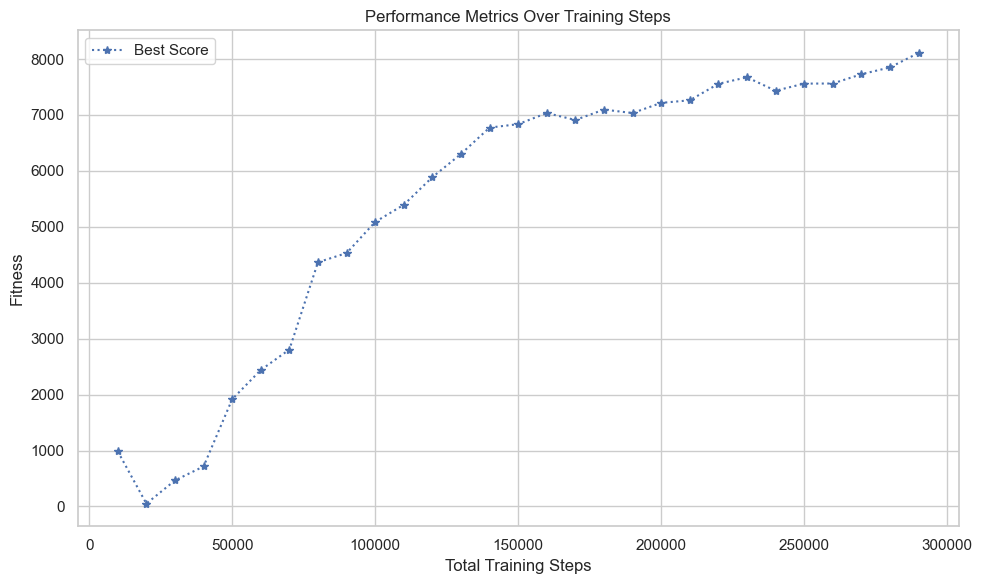 Performance Metrics Over Training Steps
Best Score
8000
7000
6000
5000
4000
3000
2000
1000
0
Fitness
0 50000 100000 150000 200000 250000 300000
Total Training Steps